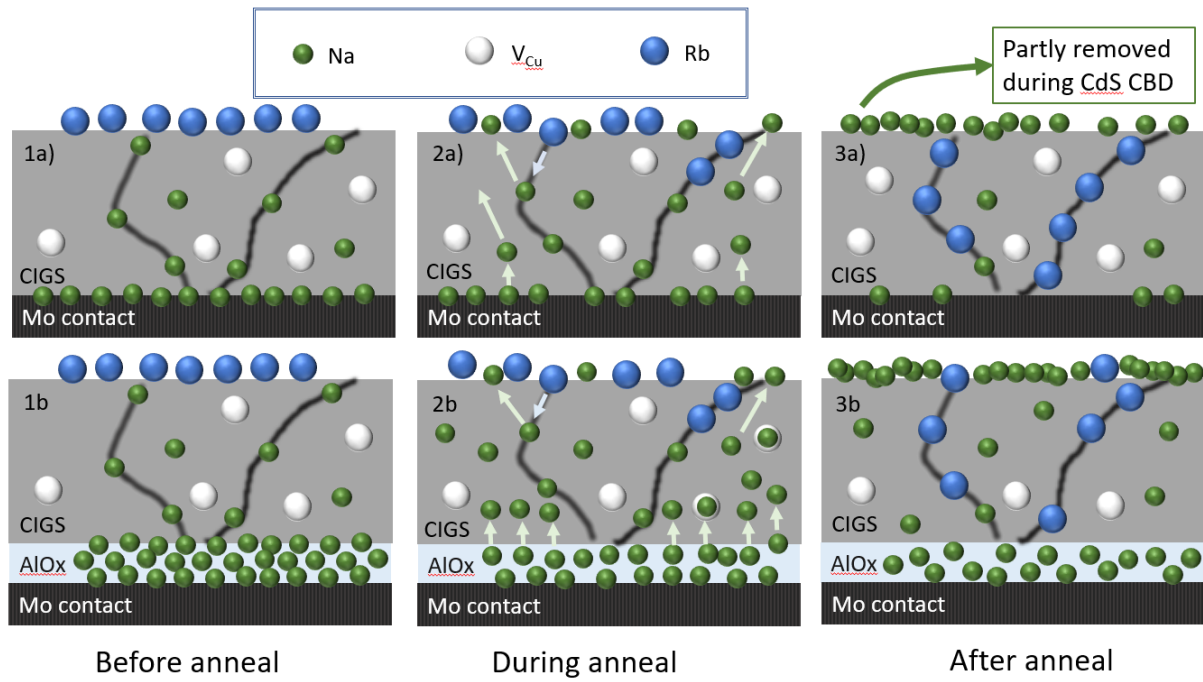 Na
V_Cu
Rb
Partly removed
during CdS CBD
1a)
CIGS
Mo contact
2a)
CIGS
Mo contact
3a)
CIGS
Mo contact
1b
CIGS
AlOx
Mo contact
2b
CIGS
AlOx
Mo contact
3b
CIGS
AlOx
Mo contact
Before anneal
During anneal
After anneal